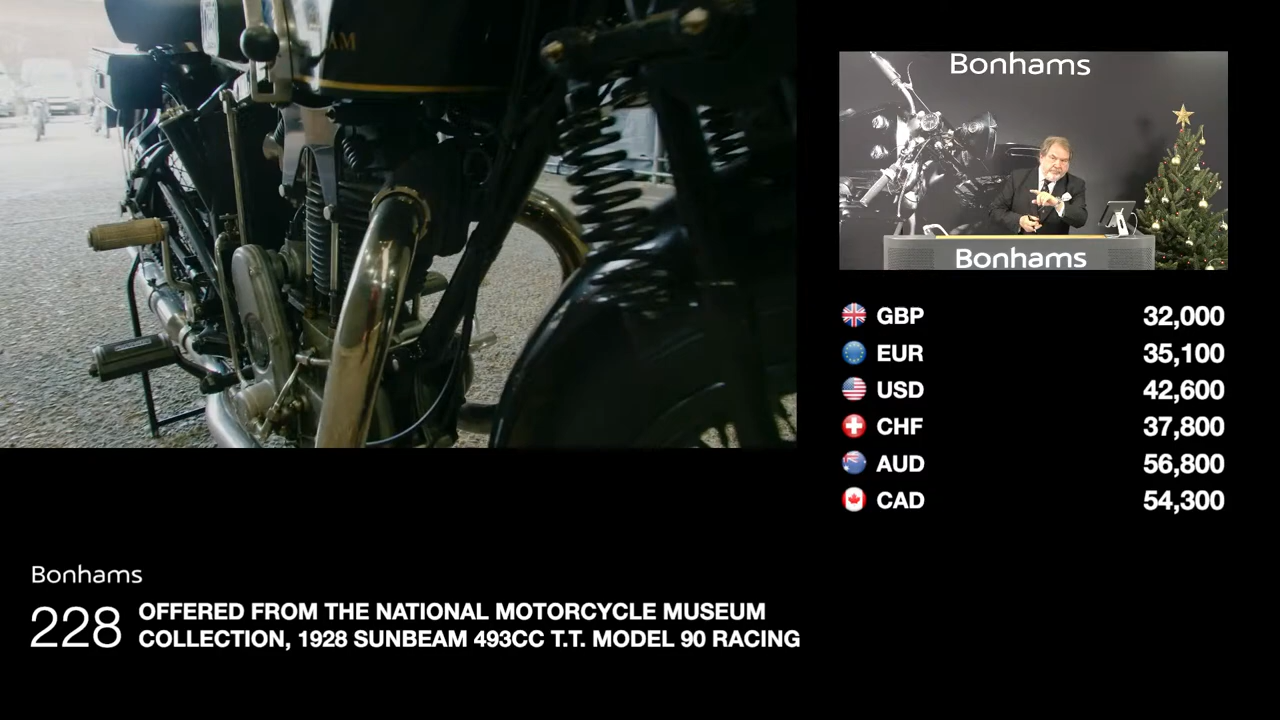 AM
Bonhams
Bonhams
GBP 32,000
EUR 35,100
USD 42,600
CHF 37,800
AUD 56,800
CAD 54,300
Bonhams
228
OFFERED FROM THE NATIONAL MOTORCYCLE MUSEUM
COLLECTION, 1928 SUNBEAM 493CC T.T. MODEL 90 RACING